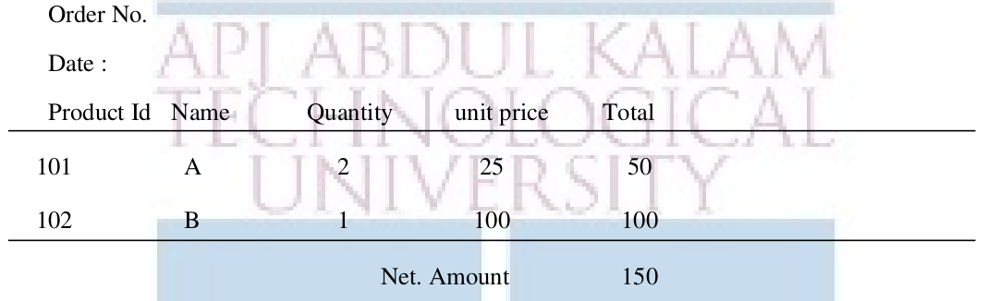 Order No.
Date :
Product Id Name Quantity unit price Total
101 A 2 25 50
102 B 1 100 100
Net. Amount 150
APJ ABDUL KALAM
TECHNOLOGICAL
UNIVERSITY